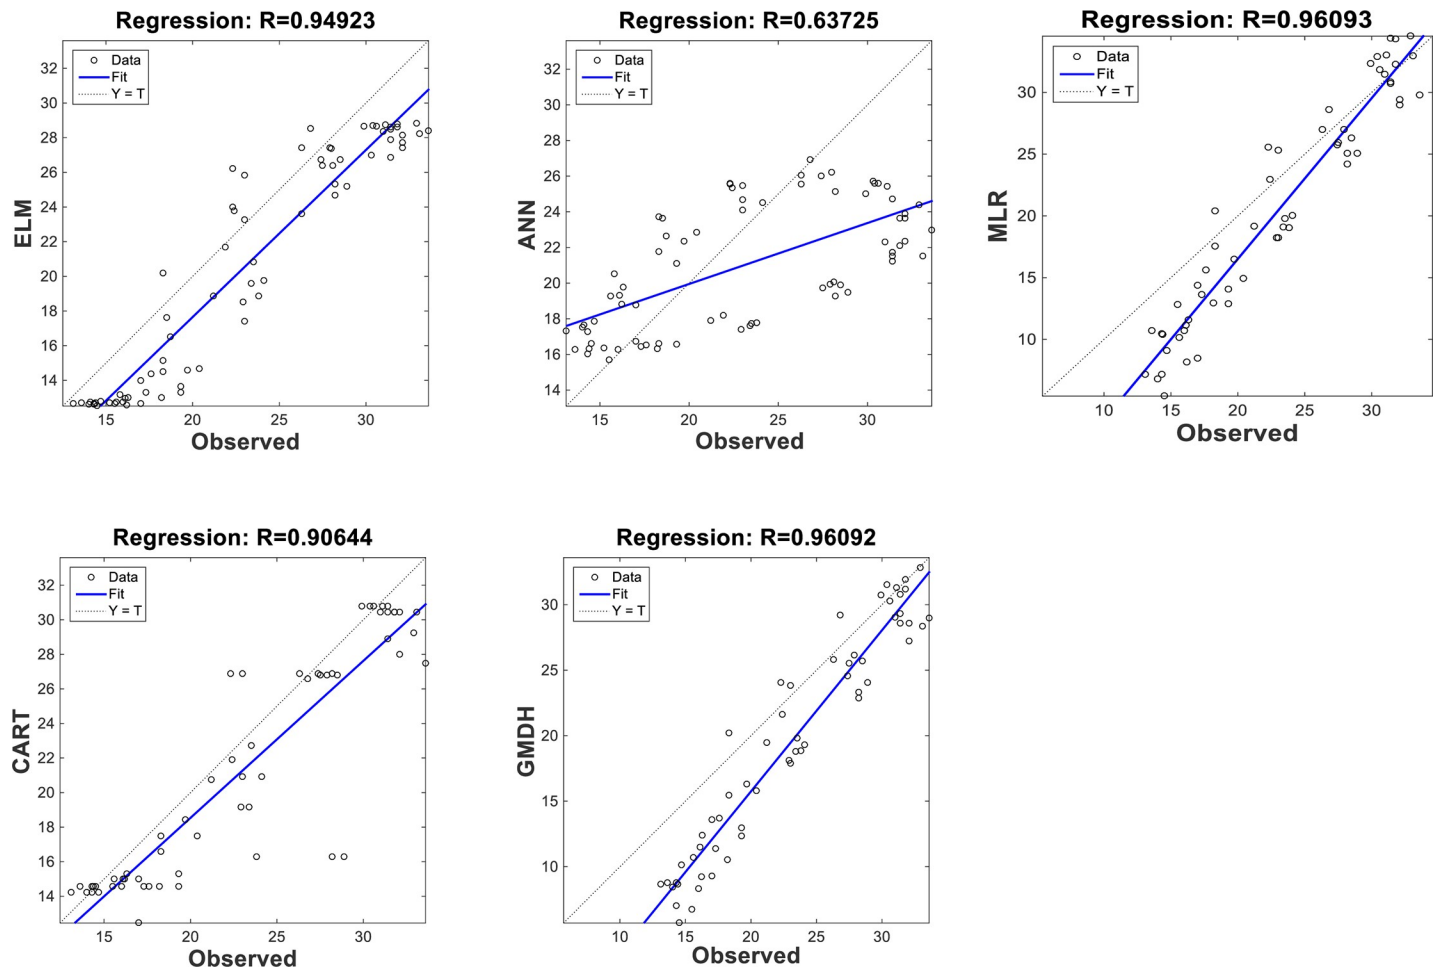 Regression: R=0.94923
Data
Fit
Y = T
32
30
28
26
24
22
20
18
16
14
15
20
25
30
ELM
Observed
Regression: R=0.63725
Data
Fit
Y = T
32
30
28
26
24
22
20
18
16
14
15
20
25
30
ANN
Observed
Regression: R=0.96093
Data
Fit
Y = T
30
25
20
15
10
10
15
20
25
30
MLR
Observed
Regression: R=0.90644
Data
Fit
Y = T
32
30
28
26
24
22
20
18
16
14
15
20
25
30
CART
Observed
Regression: R=0.96092
Data
Fit
Y = T
30
25
20
15
10
10
15
20
25
30
GMDH
Observed